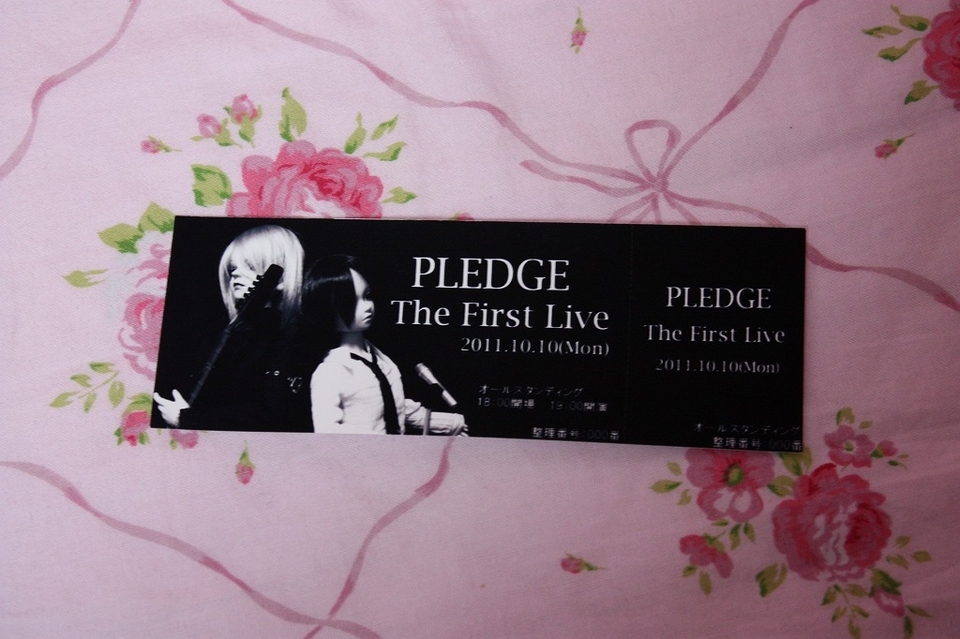 PLEDGE
The First Live
2011.10.10(Mon)
オールスタンディング
18:00開場 19:00開演
整理番号:000番
PLEDGE
The First Live
2011.10.10(Mon)
オールスタンディング
整理番号:000番